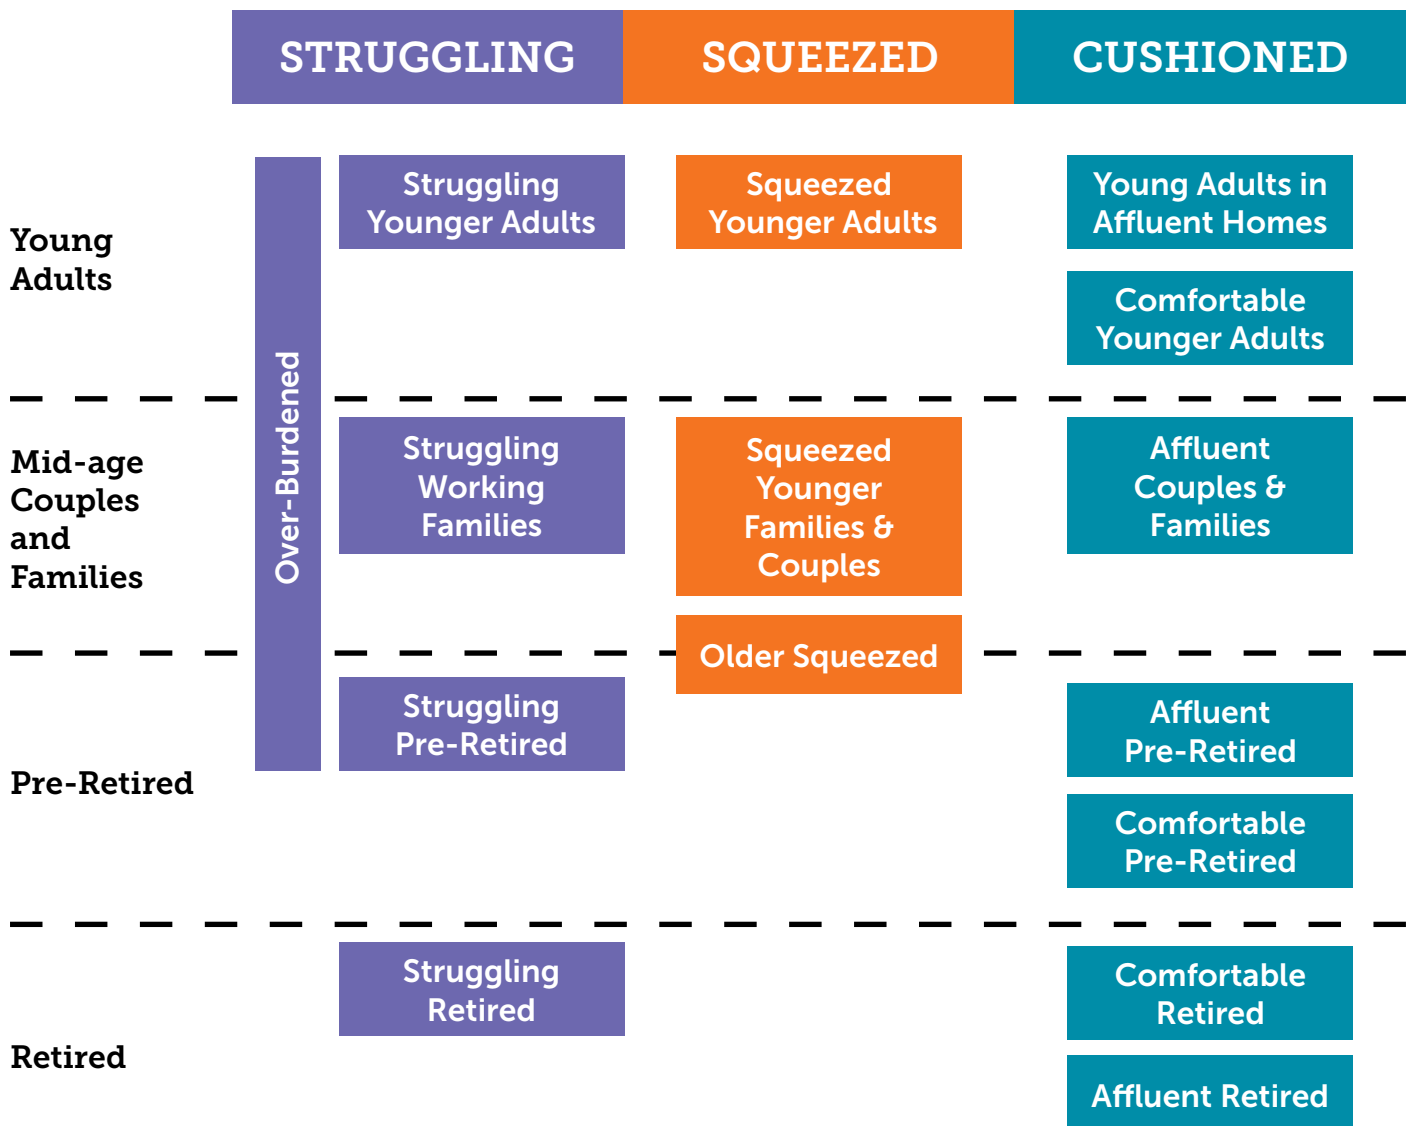 STRUGGLING
SQUEEZED
CUSHIONED
Young
Adults
Over-Burdened
Struggling
Younger Adults
Squeezed
Younger Adults
Young Adults in
Affluent Homes
Comfortable
Younger Adults
Mid-age
Couples
and
Families
Struggling
Working
Families
Squeezed
Younger
Families &
Couples
Affluent
Couples &
Families
Older Squeezed
Pre-Retired
Struggling
Pre-Retired
Affluent
Pre-Retired
Comfortable
Pre-Retired
Retired
Struggling
Retired
Comfortable
Retired
Affluent Retired